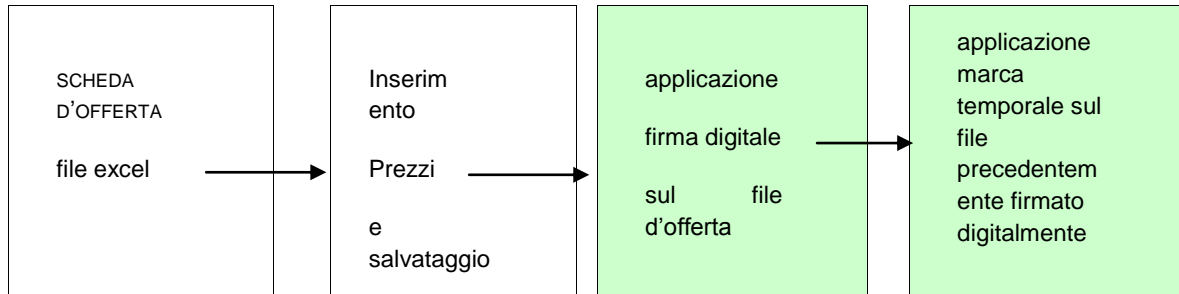 SCHEDA
D’OFFERTA
file excel
Inserim
ento
Prezzi
e
salvataggio
applicazione
firma digitale
sul file
d’offerta
applicazione
marca
temporale sul
file
precedentem
ente firmato
digitalmente